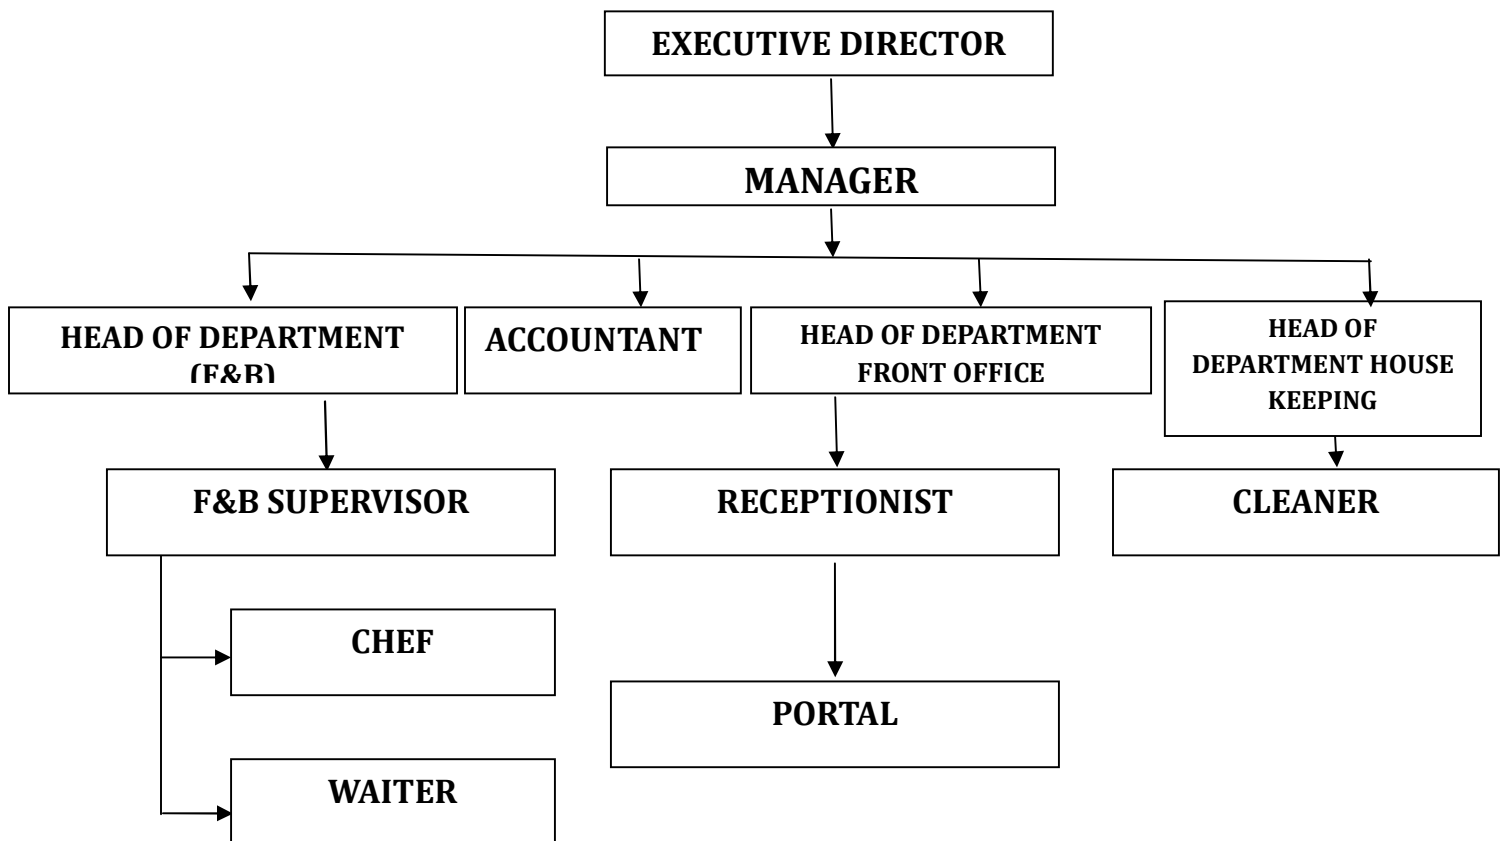 EXECUTIVE DIRECTOR
MANAGER
HEAD OF DEPARTMENT
(F&B)
ACCOUNTANT
HEAD OF DEPARTMENT
FRONT OFFICE
HEAD OF
DEPARTMENT HOUSE
KEEPING
F&B SUPERVISOR
RECEPTIONIST
CLEANER
CHEF
PORTAL
WAITER